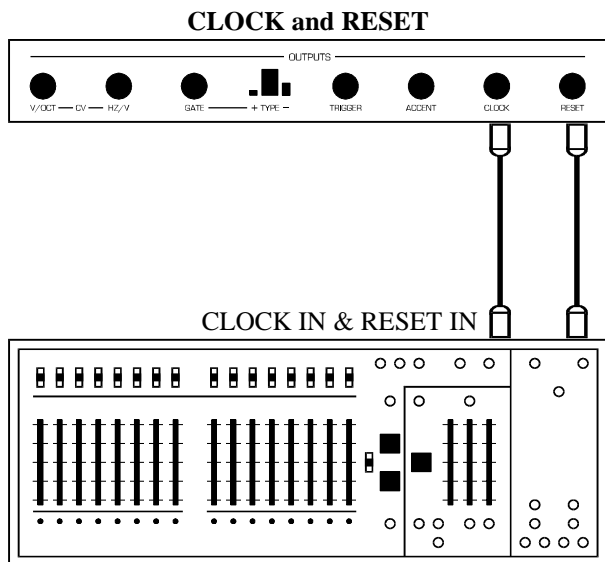 CLOCK and RESET
OUTPUTS
V/OCT — CV — HZ/V GATE — + TYPE – TRIGGER ACCENT CLOCK RESET
CLOCK IN & RESET IN